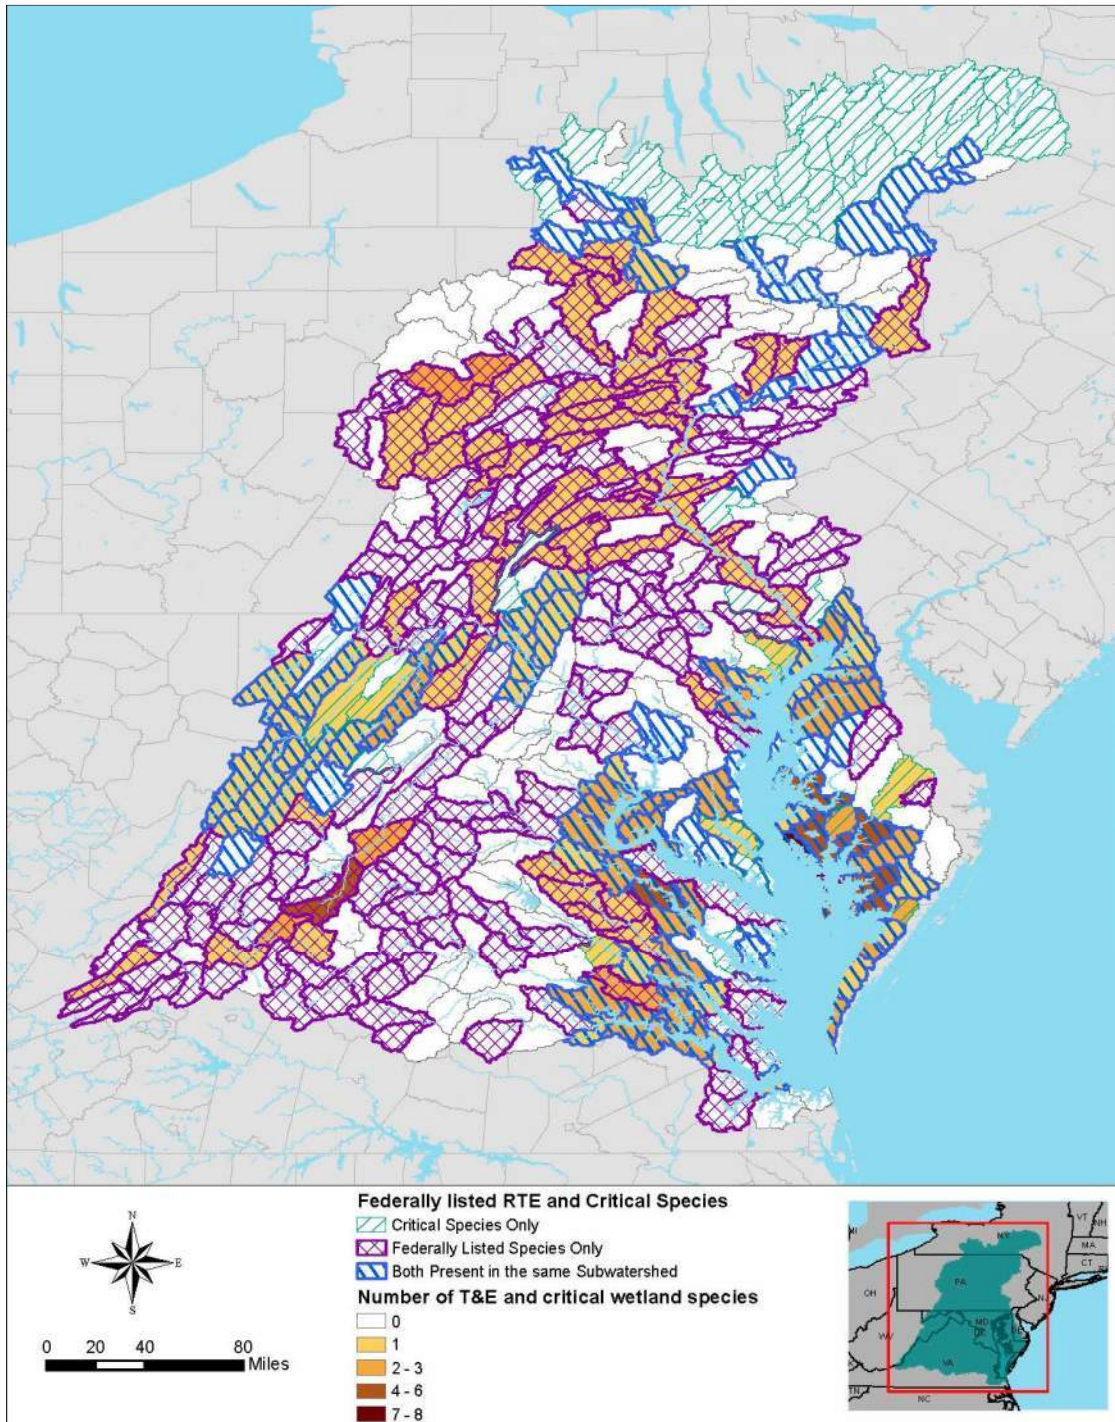 Federally listed RTE and Critical Species
Critical Species Only
Federally Listed Species Only
Both Present in the same Subwatershed
Number of T&E and critical wetland species
0
1
2 - 3
4 - 6
7 - 8
N
W E
S
0 20 40 80
Miles
MI
NY
VT
NH
MA
CT
PA
NJ
OH
MD
DE
WV
VA
TN
NC